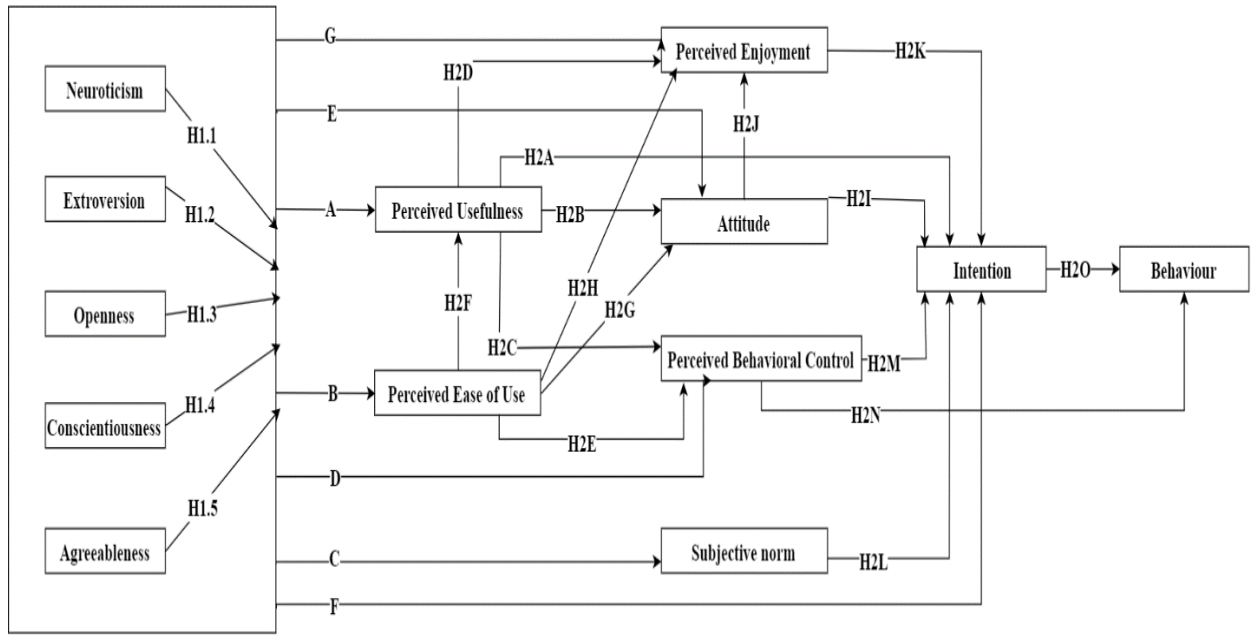 G
Perceived Enjoyment
H2K
H2D
Neuroticism
E
H2J
H1.1
H2A
Extroversion
A
Perceived Usefulness
H2B
Attitude
H2I
H1.2
Intention
H2O
Behaviour
H2H
H2F
H2G
Openness
H1.3
H2C
Perceived Behavioral Control
H2M
B
Perceived Ease of Use
H1.4
H2N
Conscientiousness
H2E
D
H1.5
Agreeableness
C
Subjective norm
H2L
F